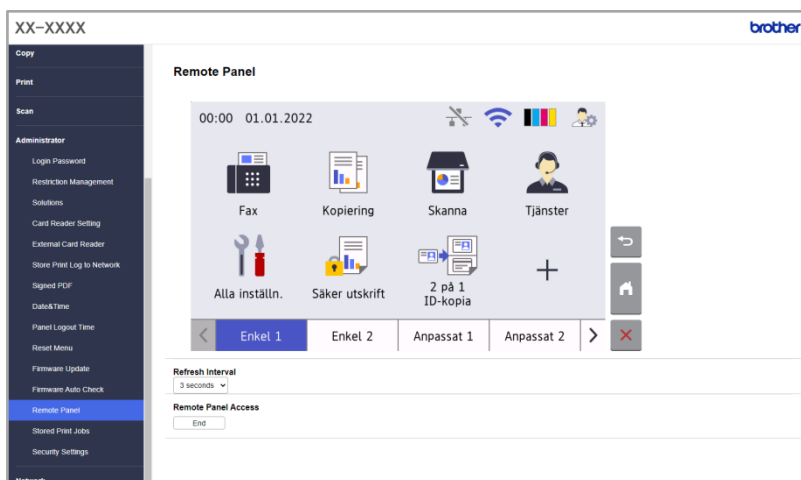 XX-XXXX
brother
Copy
Print
Scan
Administrator
Login Password
Restriction Management
Solutions
Card Reader Setting
External Card Reader
Store Print Log to Network
Signed PDF
Date&Time
Panel Logout Time
Reset Menu
Firmware Update
Firmware Auto Check
Remote Panel
Stored Print Jobs
Security Settings
Network
Remote Panel
00:00 01.01.2022
Fax
Kopiering
Skanna
Tjänster
Alla inställn.
Säker utskrift
2 på 1
ID-kopia
Enkel 1
Enkel 2
Anpassat 1
Anpassat 2
Refresh Interval
3 seconds
Remote Panel Access
End